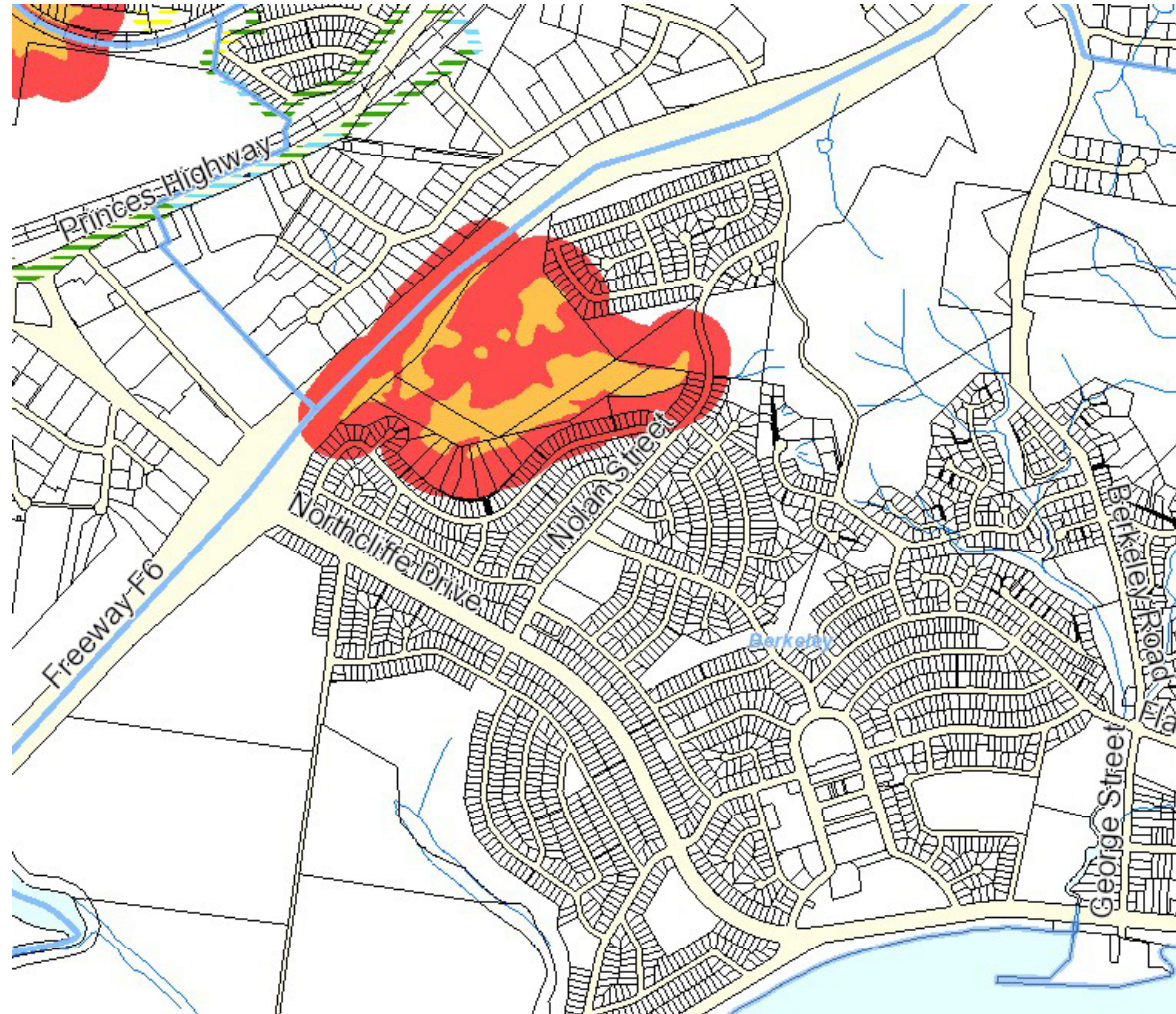 Princes Highway
Nolan Street
Northcliffe Drive
Freeway F6
Berkeley Road
Berkeley
George Street